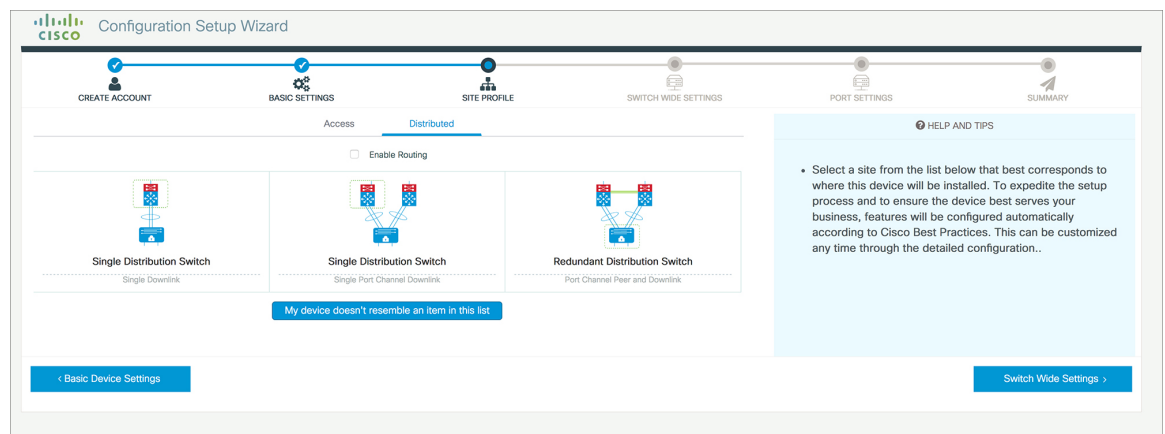 CISCO
Configuration Setup Wizard
CREATE ACCOUNT
BASIC SETTINGS
SITE PROFILE
SWITCH WIDE SETTINGS
PORT SETTINGS
SUMMARY
Access
Distributed
Enable Routing
Single Distribution Switch
Single Downlink
Single Distribution Switch
Single Port Channel Downlink
Redundant Distribution Switch
Port Channel Peer and Downlink
My device doesn't resemble an item in this list
HELP AND TIPS
• Select a site from the list below that best corresponds to
where this device will be installed. To expedite the setup
process and to ensure the device best serves your
business, features will be configured automatically
according to Cisco Best Practices. This can be customized
any time through the detailed configuration..
‹ Basic Device Settings
Switch Wide Settings ›